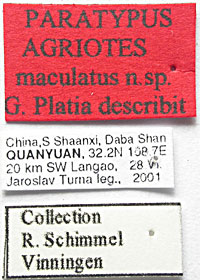 PARATYPUS
AGRIOTES
maculatus n.sp.
G. Platia describit
China,S Shaanxi, Daba Shan
QUANYUAN, 32.2N 108.7E
20 km SW Langao, 28 VI.
Jaroslav Turna leg., 2001
Collection
R. Schimmel
Vinningen